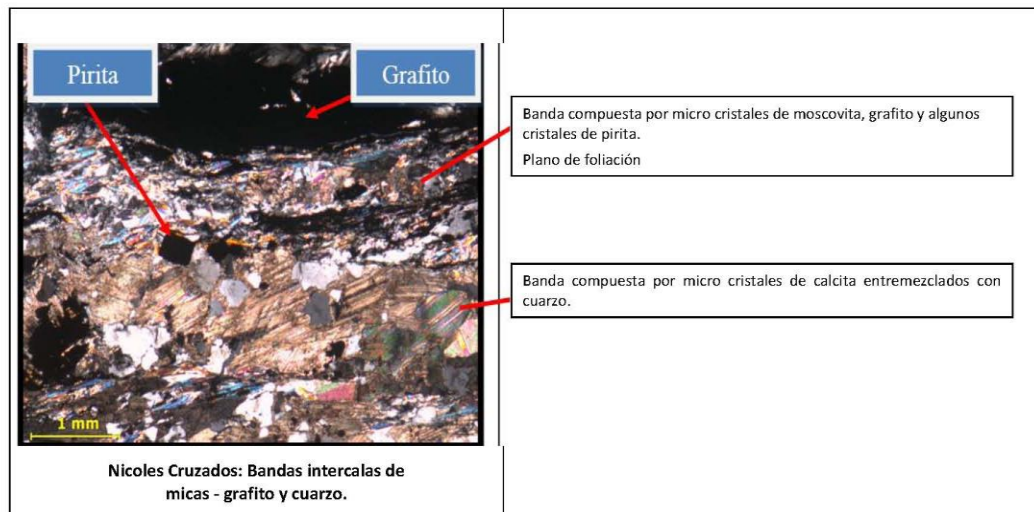 Pirita
Grafito
Banda compuesta por micro cristales de moscovita, grafito y algunos
cristales de pirita.
Plano de foliación
Banda compuesta por micro cristales de calcita entremezclados con
cuarzo.
1 mm
Nicoles Cruzados: Bandas intercalas de
micas - grafito y cuarzo.